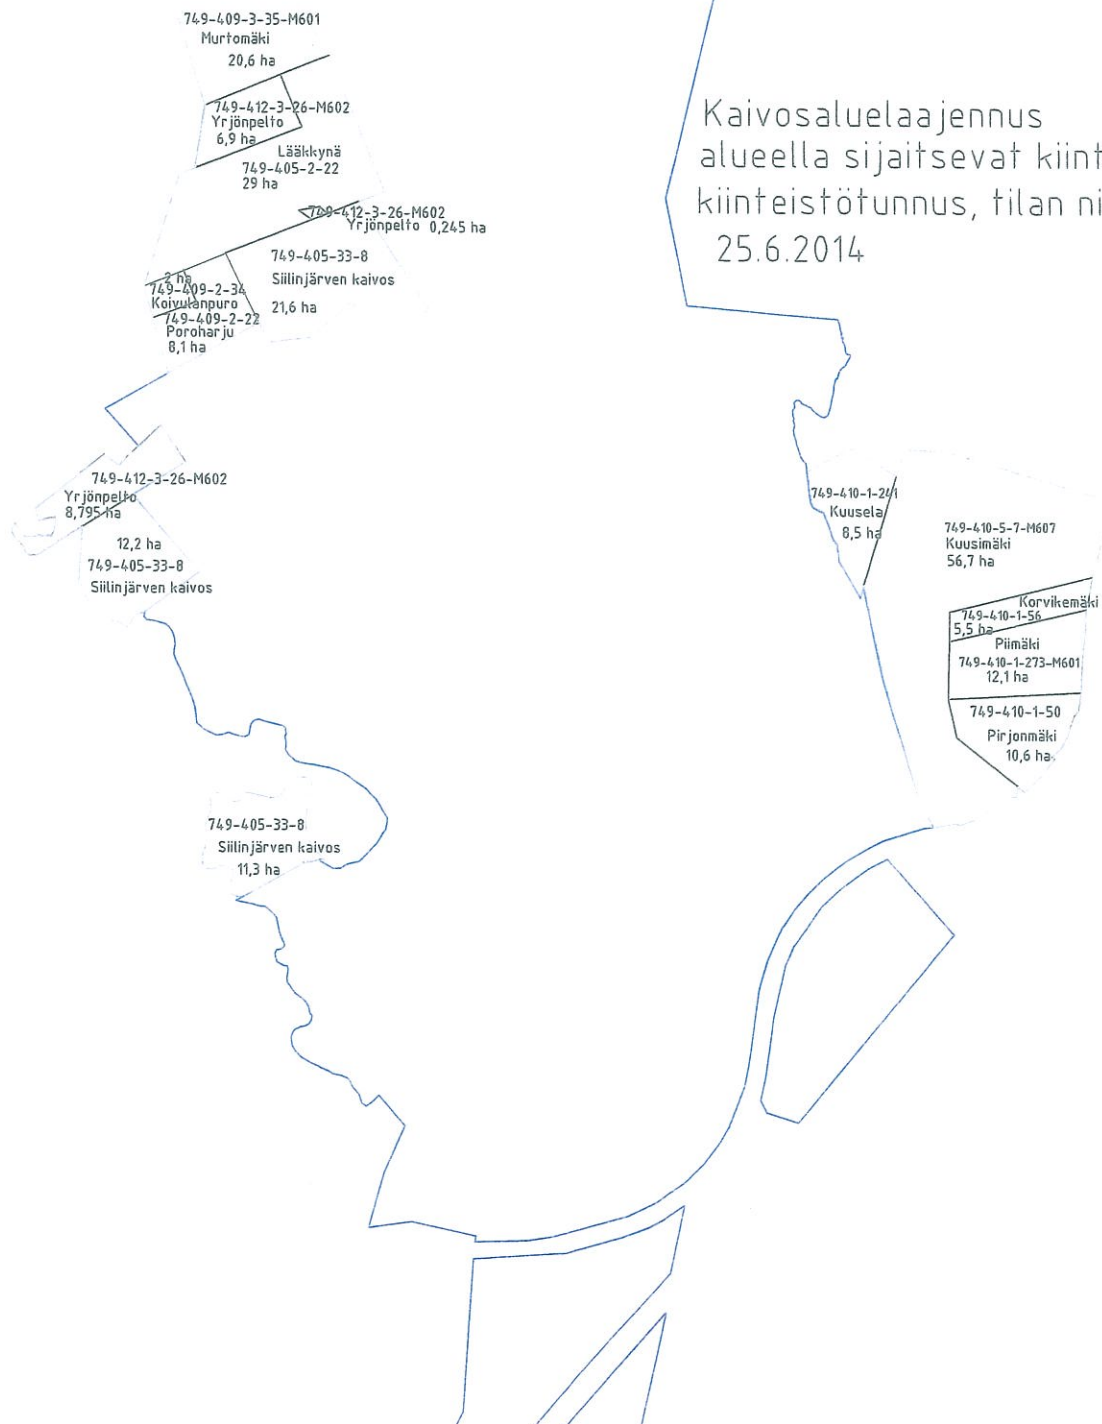 749-409-3-35-M601
Murtomäki
20,6 ha
749-412-3-26-M602
Yrjönpelto
6,9 ha
Lääkkynä
749-405-2-22
29 ha
749-412-3-26-M602
Yrjönpelto 0,245 ha
749-405-33-8
Siilinjärven kaivos
21,6 ha
2 ha
749-409-2-34
Koivulanpuro
749-409-2-22
Poroharju
8,1 ha
Kaivosaluelaajennus
alueella sijaitsevat kiint
kiinteistötunnus, tilan ni
25.6.2014
749-412-3-26-M602
Yrjönpelto
8,795 ha
12,2 ha
749-405-33-8
Siilinjärven kaivos
749-410-1-241
Kuusela
8,5 ha
749-410-5-7-M607
Kuusimäki
56,7 ha
Korvikemäki
749-410-1-56
5,5 ha
Piimäki
749-410-1-273-M601
12,1 ha
749-410-1-50
Pirjonmäki
10,6 ha
749-405-33-8
Siilinjärven kaivos
11,3 ha